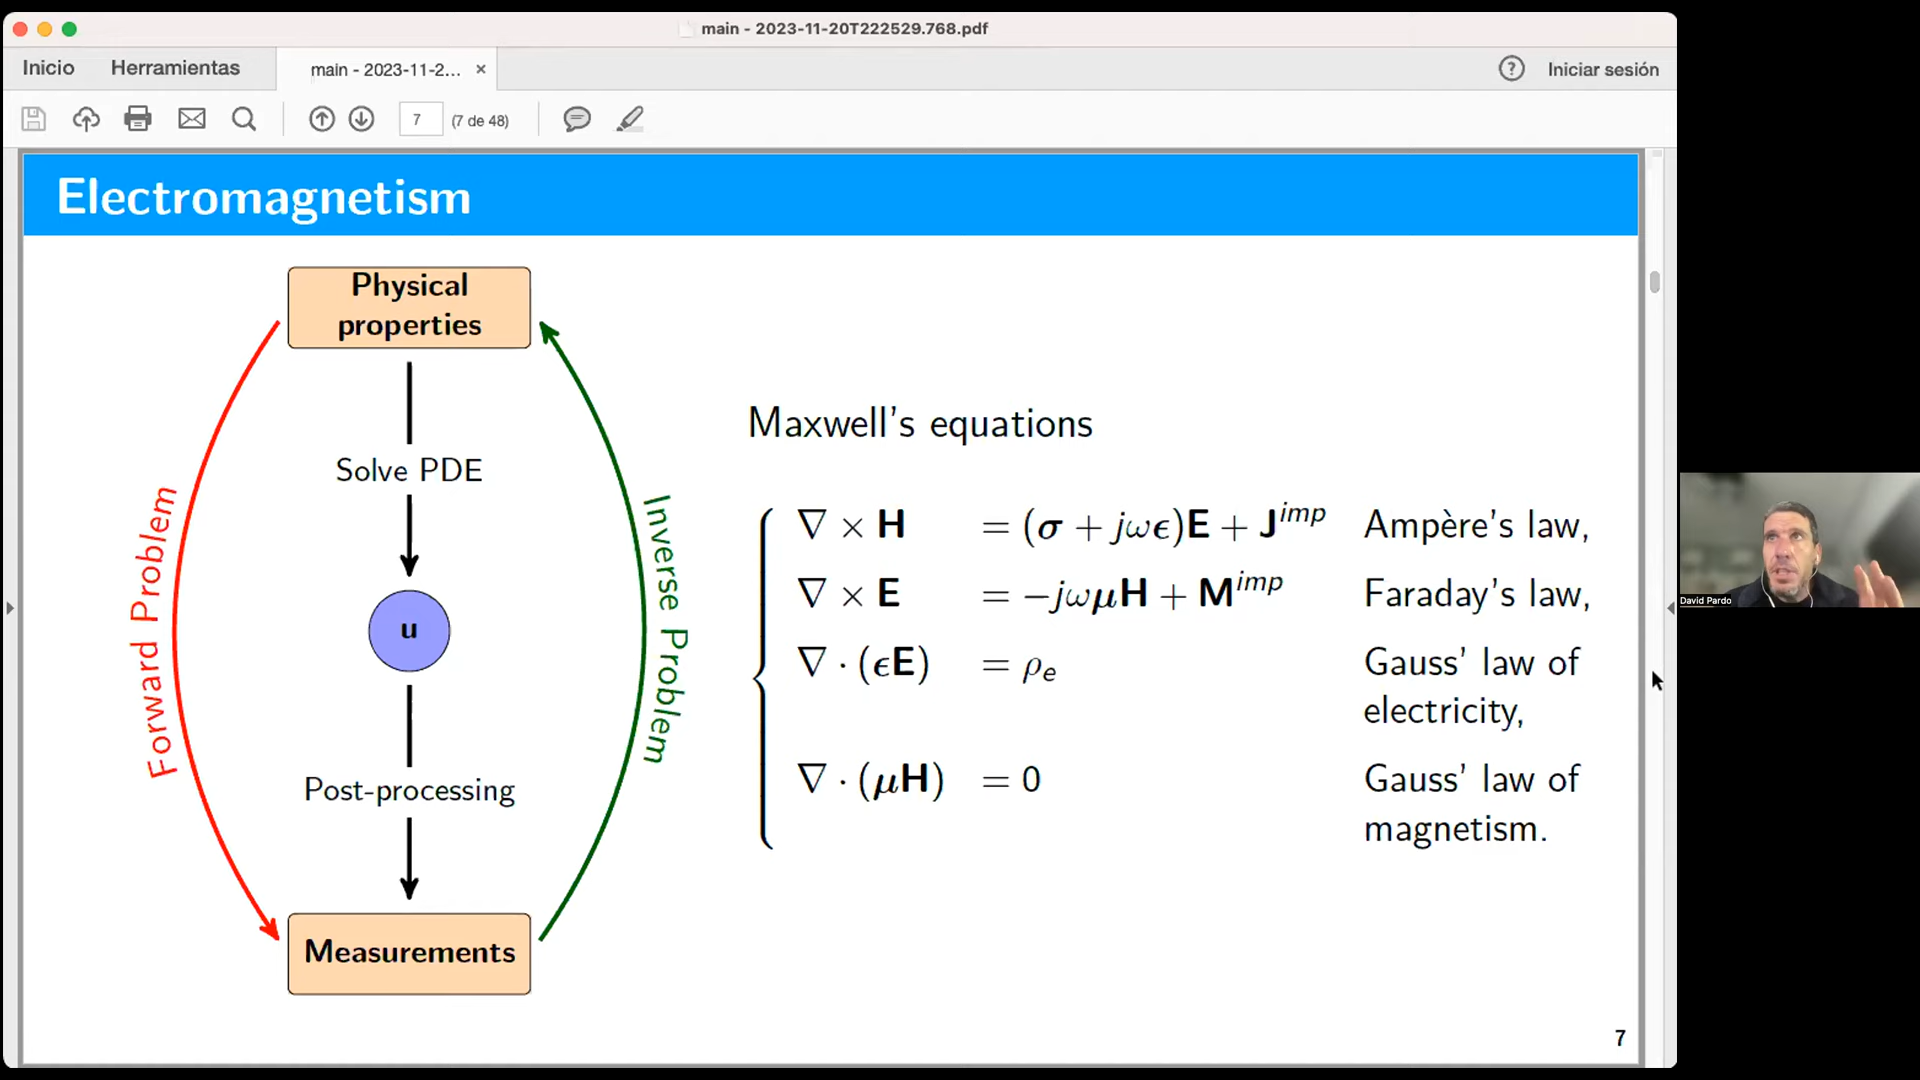 main - 2023-11-20T222529.768.pdf
Inicio Herramientas main - 2023-11-2... × ? Iniciar sesión
7 (7 de 48)
Electromagnetism
Physical
properties
Solve PDE
u
Post-processing
Measurements
Forward Problem
Inverse Problem
Maxwell's equations
∇ × H = (σ + jωϵ)E + J^imp Ampère's law,
∇ × E = −jωμH + M^imp Faraday's law,
∇ · (ϵE) = ρ_e Gauss' law of
electricity,
∇ · (μH) = 0 Gauss' law of
magnetism.
7
David Pardo